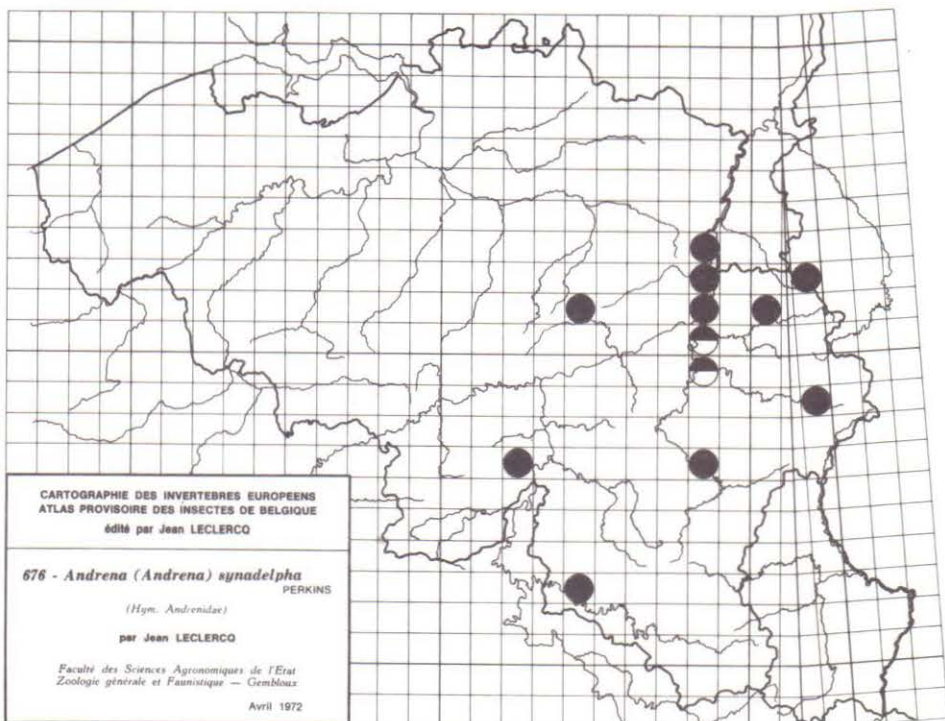 CARTOGRAPHIE DES INVERTEBRES EUROPEENS
ATLAS PROVISOIRE DES INSECTES DE BELGIQUE
édité par Jean LECLERCQ
676 - Andrena (Andrena) synadelpha
PERKINS
(Hym. Andrenidae)
par Jean LECLERCQ
Faculté des Sciences Agronomiques de l'Etat
Zoologie générale et Faunistique — Gembloux
Avril 1972